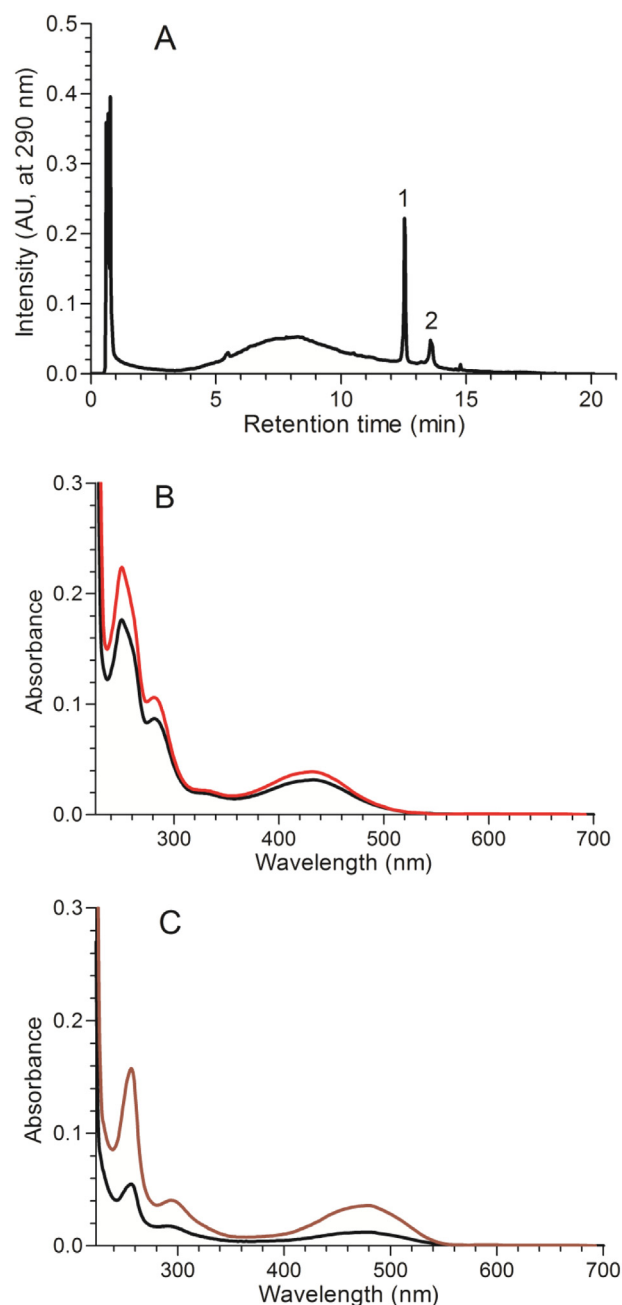 A
0.5
0.4
0.3
0.2
0.1
0.0
Intensity (AU, at 290 nm)
1
2
0 5 10 15 20
Retention time (min)
B
0.3
0.2
0.1
0.0
Absorbance
300 400 500 600 700
Wavelength (nm)
C
0.3
0.2
0.1
0.0
Absorbance
300 400 500 600 700
Wavelength (nm)